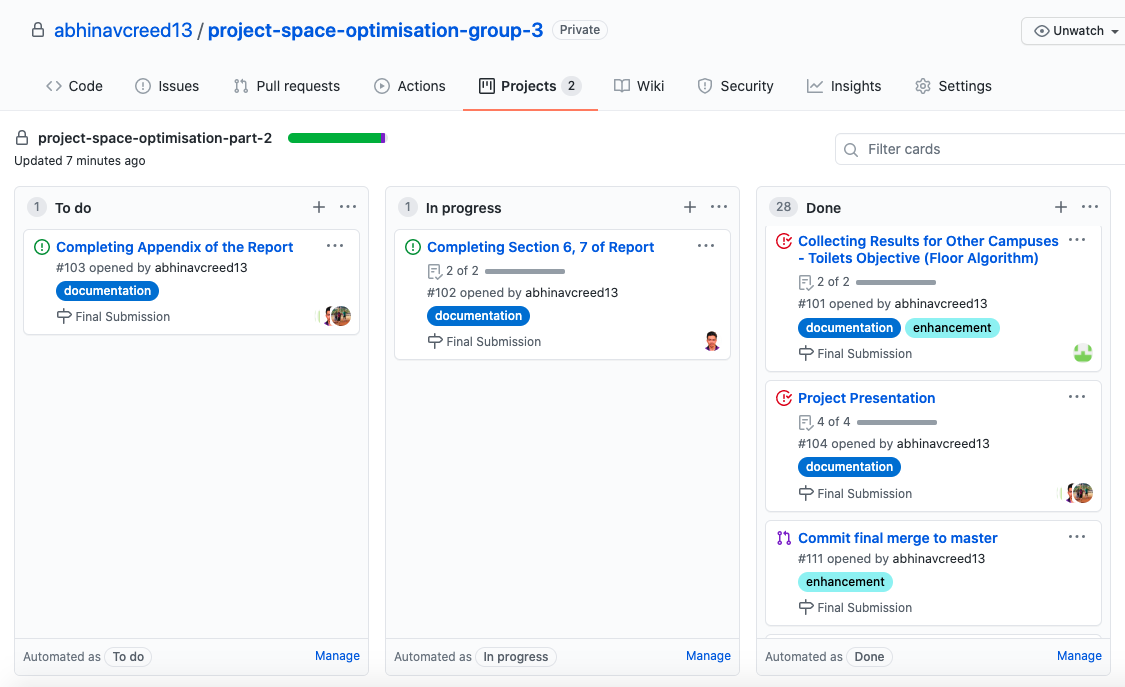 abhinavcreed13 / project-space-optimisation-group-3 Private
Unwatch
Code Issues Pull requests Actions Projects 2 Wiki Security Insights Settings
project-space-optimisation-part-2
Updated 7 minutes ago
Filter cards
1 To do
Completing Appendix of the Report
#103 opened by abhinavcreed13
documentation
Final Submission
Automated as To do Manage
1 In progress
Completing Section 6, 7 of Report
2 of 2
#102 opened by abhinavcreed13
documentation
Final Submission
Automated as In progress Manage
28 Done
Collecting Results for Other Campuses
- Toilets Objective (Floor Algorithm)
2 of 2
#101 opened by abhinavcreed13
documentation enhancement
Final Submission
Project Presentation
4 of 4
#104 opened by abhinavcreed13
documentation
Final Submission
Commit final merge to master
#111 opened by abhinavcreed13
enhancement
Final Submission
Automated as Done Manage